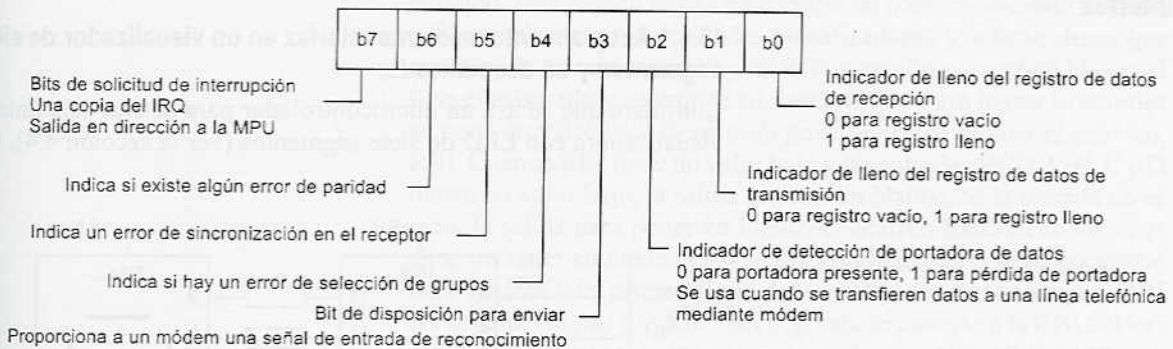 b7 b6 b5 b4 b3 b2 b1 b0
Bits de solicitud de interrupción
Una copia del IRQ
Salida en dirección a la MPU
Indica si existe algún error de paridad
Indica un error de sincronización en el receptor
Indica si hay un error de selección de grupos
Bit de disposición para enviar
Proporciona a un módem una señal de entrada de reconocimiento
Indicador de lleno del registro de datos
de recepción
0 para registro vacío
1 para registro lleno
Indicador de lleno del registro de datos de
transmisión
0 para registro vacío, 1 para registro lleno
Indicador de detección de portadora de datos
0 para portadora presente, 1 para pérdida de portadora
Se usa cuando se transfieren datos a una línea telefónica
mediante módem